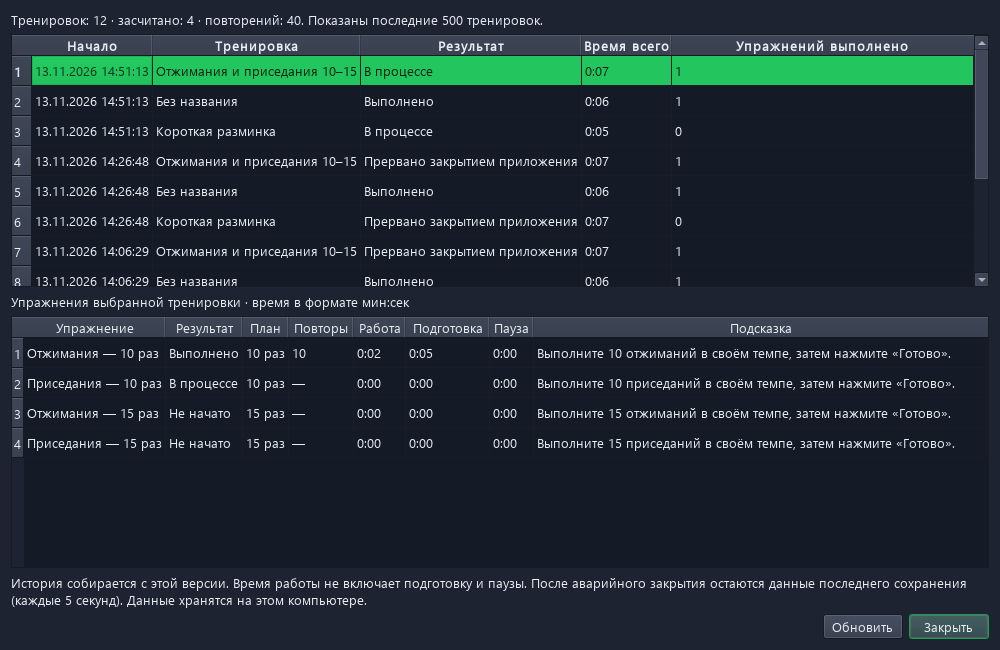 Тренировок: 12 · засчитано: 4 · повторений: 40. Показаны последние 500 тренировок.
Начало Тренировка Результат Время всего Упражнений выполнено
1 13.11.2026 14:51:13 Отжимания и приседания 10–15 В процессе 0:07 1
2 13.11.2026 14:51:13 Без названия Выполнено 0:06 1
3 13.11.2026 14:51:13 Короткая разминка В процессе 0:05 0
4 13.11.2026 14:26:48 Отжимания и приседания 10–15 Прервано закрытием приложения 0:07 1
5 13.11.2026 14:26:48 Без названия Выполнено 0:06 1
6 13.11.2026 14:26:48 Короткая разминка Прервано закрытием приложения 0:07 0
7 13.11.2026 14:06:29 Отжимания и приседания 10–15 Прервано закрытием приложения 0:07 1
8 13.11.2026 14:06:29 Без названия Выполнено 0:06 1
Упражнения выбранной тренировки · время в формате мин:сек
Упражнение Результат План Повторы Работа Подготовка Пауза Подсказка
1 Отжимания — 10 раз Выполнено 10 раз 10 0:02 0:05 0:00 Выполните 10 отжиманий в своём темпе, затем нажмите «Готово».
2 Приседания — 10 раз В процессе 10 раз — 0:00 0:00 0:00 Выполните 10 приседаний в своём темпе, затем нажмите «Готово».
3 Отжимания — 15 раз Не начато 15 раз — 0:00 0:00 0:00 Выполните 15 отжиманий в своём темпе, затем нажмите «Готово».
4 Приседания — 15 раз Не начато 15 раз — 0:00 0:00 0:00 Выполните 15 приседаний в своём темпе, затем нажмите «Готово».
История собирается с этой версии. Время работы не включает подготовку и паузы. После аварийного закрытия остаются данные последнего сохранения
(каждые 5 секунд). Данные хранятся на этом компьютере.
Обновить Закрыть